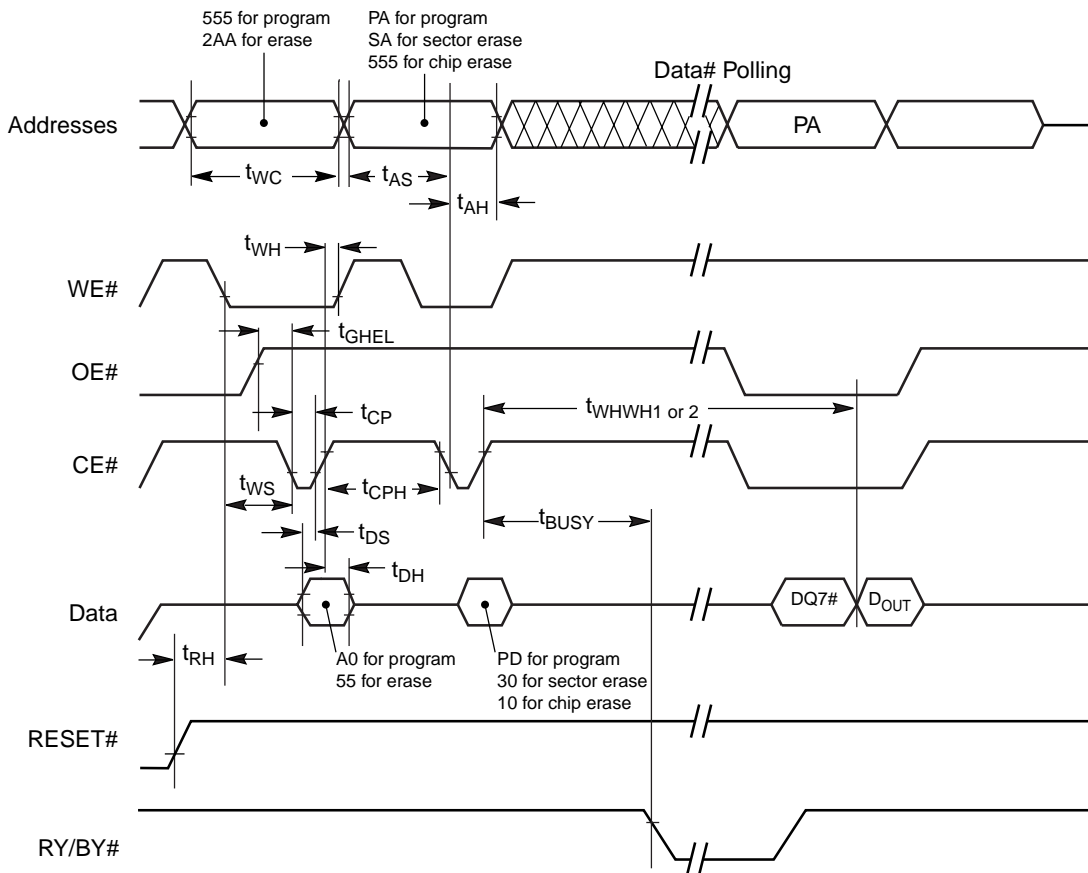 555 for program
2AA for erase
PA for program
SA for sector erase
555 for chip erase
Data# Polling
Addresses
PA
tWC
tAS
tAH
tWH
WE#
tGHEL
OE#
tWHWH1 or 2
tCP
CE#
tWS
tCPH
tBUSY
tDS
tDH
Data
DQ7#
DOUT
tRH
A0 for program
55 for erase
PD for program
30 for sector erase
10 for chip erase
RESET#
RY/BY#